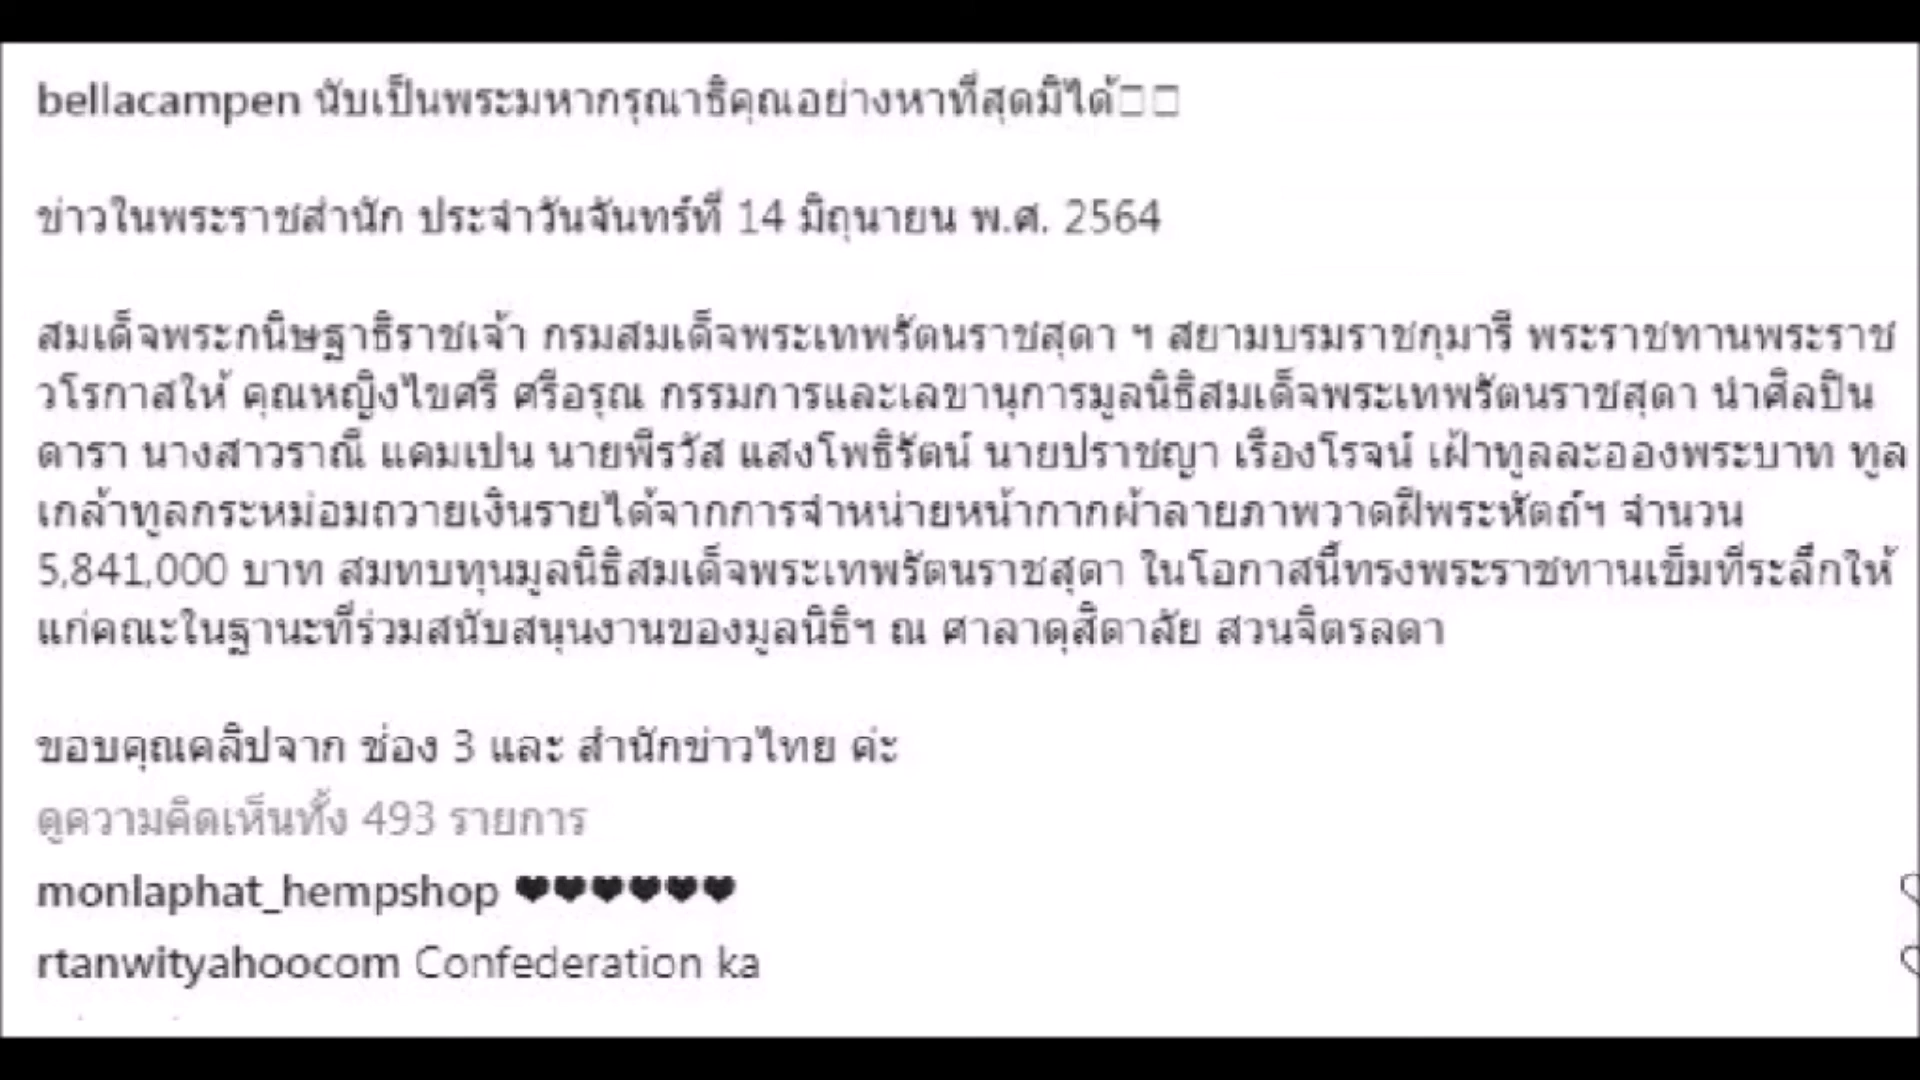 bellacampen นับเป็นพระมหากรุณาธิคุณอย่างหาที่สุดมิได้
ข่าวในพระราชสำนัก ประจำวันจันทร์ที่ 14 มิถุนายน พ.ศ. 2564
สมเด็จพระกนิษฐาธิราชเจ้า กรมสมเด็จพระเทพรัตนราชสุดา ฯ สยามบรมราชกุมารี พระราชทานพระราช
วโรกาสให้ คุณหญิงไขศรี ศรีอรุณ กรรมการและเลขานุการมูลนิธิสมเด็จพระเทพรัตนราชสุดา นำศิลปิน
ดารา นางสาวราณี แคมเปน นายพีรวัส แสงโพธิรัตน์ นายปราชญา เรืองโรจน์ เฝ้าทูลละอองพระบาท ทูล
เกล้าทูลกระหม่อมถวายเงินรายได้จากการจำหน่ายหน้ากากผ้าลายภาพวาดฝีพระหัตถ์ฯ จำนวน
5,841,000 บาท สมทบทุนมูลนิธิสมเด็จพระเทพรัตนราชสุดา ในโอกาสนี้ทรงพระราชทานเข็มที่ระลึกให้
แก่คณะในฐานะที่ร่วมสนับสนุนงานของมูลนิธิฯ ณ ศาลาดุสิดาลัย สวนจิตรลดา
ขอบคุณคลิปจาก ช่อง 3 และ สำนักข่าวไทย ค่ะ
ดูความคิดเห็นทั้ง 493 รายการ
monlaphat_hempshop ❤❤❤❤❤❤
rtanwityahoocom Confederation ka